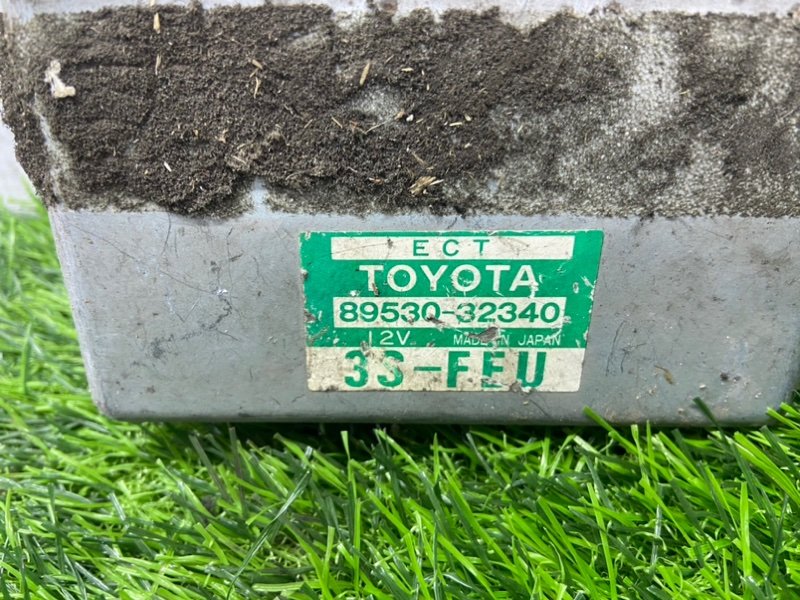 ECT
TOYOTA
89530-32340
12V MADE IN JAPAN
3S-FEU